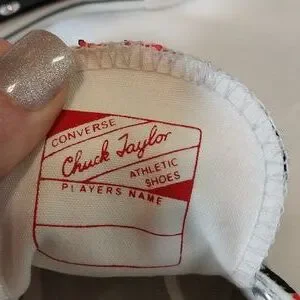 CONVERSE
Chuck Taylor
ATHLETIC
SHOES
PLAYERS NAME